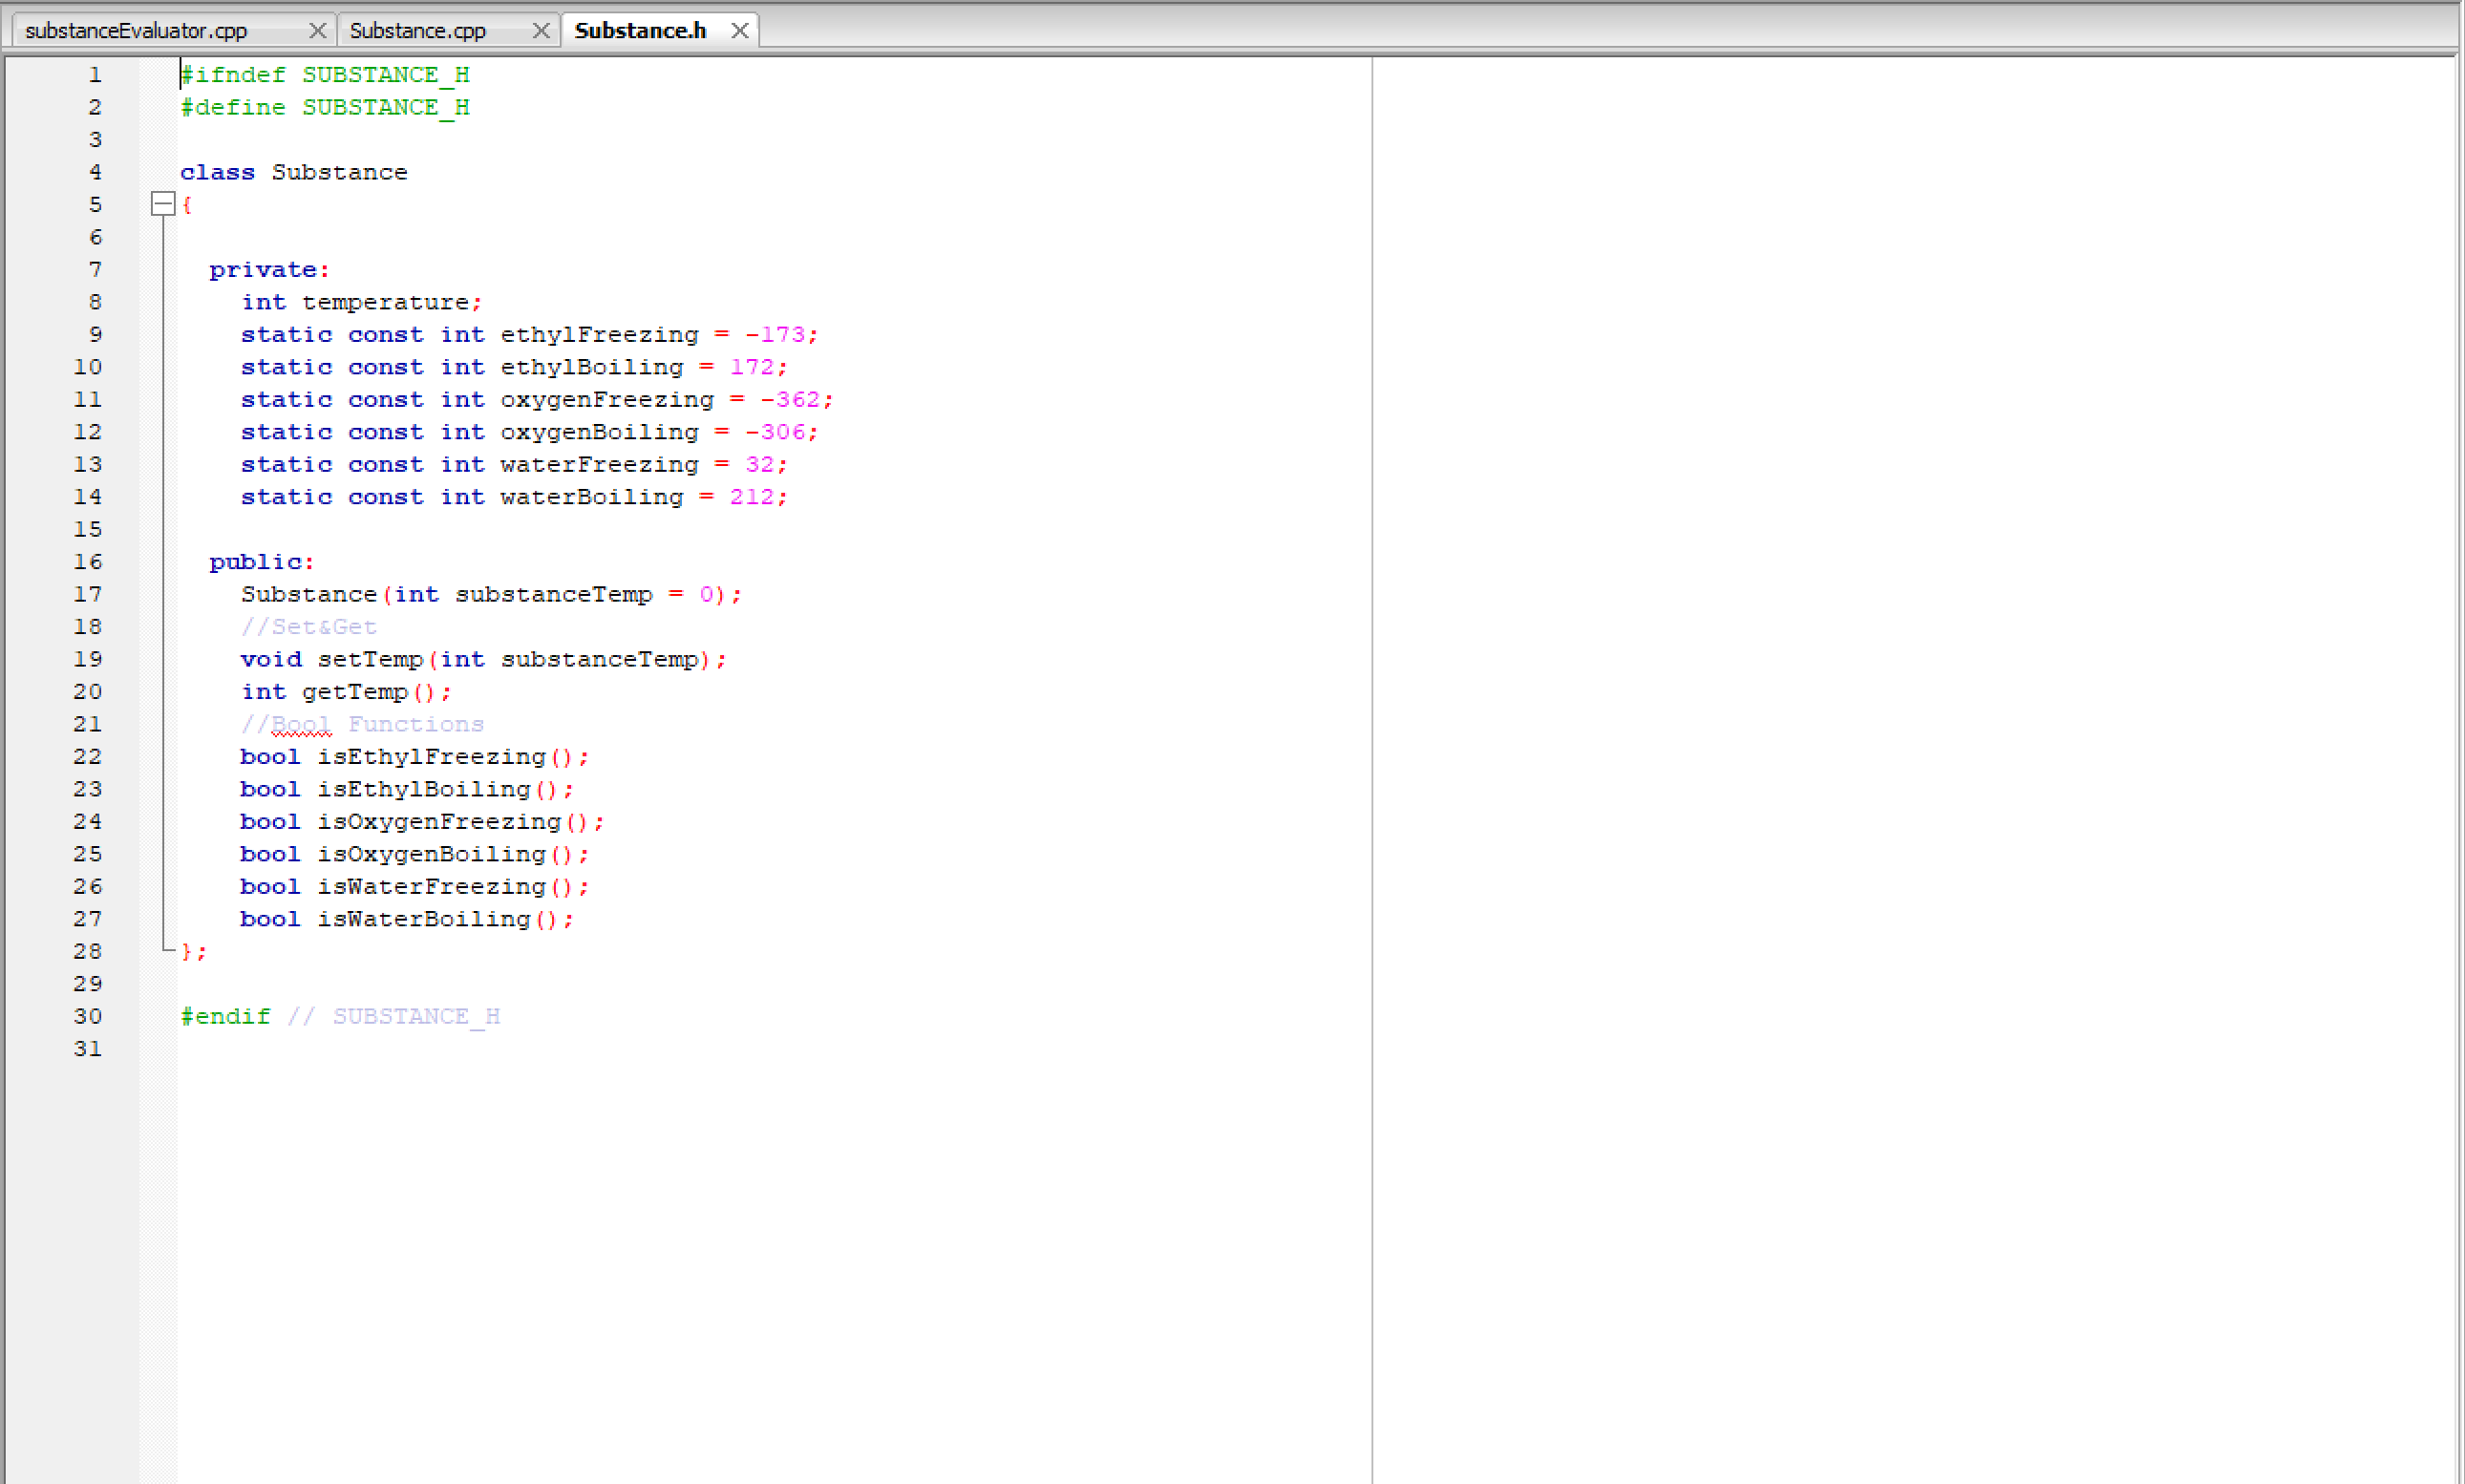 substanceEvaluator.cpp Substance.cpp Substance.h
1 #ifndef SUBSTANCE_H
2 #define SUBSTANCE_H
3
4 class Substance
5 {
6
7 private:
8 int temperature;
9 static const int ethylFreezing = -173;
10 static const int ethylBoiling = 172;
11 static const int oxygenFreezing = -362;
12 static const int oxygenBoiling = -306;
13 static const int waterFreezing = 32;
14 static const int waterBoiling = 212;
15
16 public:
17 Substance(int substanceTemp = 0);
18 //Set&Get
19 void setTemp(int substanceTemp);
20 int getTemp();
21 //Bool Functions
22 bool isEthylFreezing();
23 bool isEthylBoiling();
24 bool isOxygenFreezing();
25 bool isOxygenBoiling();
26 bool isWaterFreezing();
27 bool isWaterBoiling();
28 };
29
30 #endif // SUBSTANCE_H
31